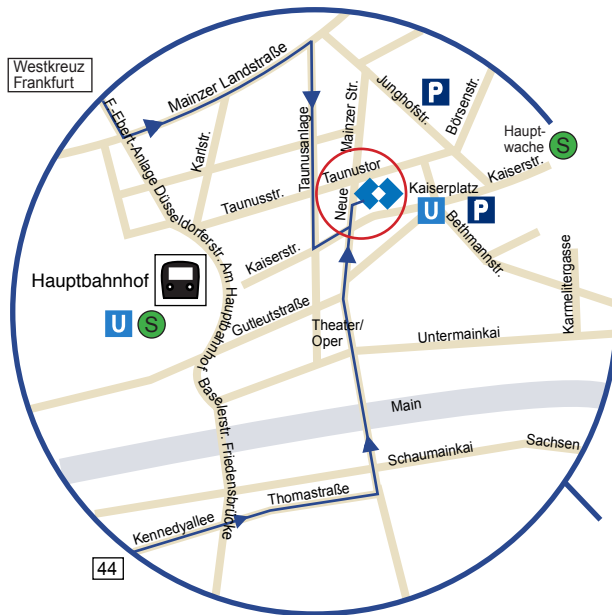 Westkreuz
Frankfurt
Mainzer Landstraße
F.-Ebert-Anlage Düsseldorferstr. Am Hauptbahnhof Baselerstr. Friedensbrücke
Karlstr.
Taunusanlage
Neue Mainzer Str.
Junghofstr.
P
Börsenstr.
Haupt-
wache
S
Kaiserstr.
Taunustor
Taunusstr.
Kaiserplatz
U
P
Bethmannstr.
Kaiserstr.
Karmelitergasse
Hauptbahnhof
U
S
Gutleutstraße
Theater/
Oper
Untermainkai
Main
Schaumainkai
Sachsen
Thomastraße
Kennedyallee
44